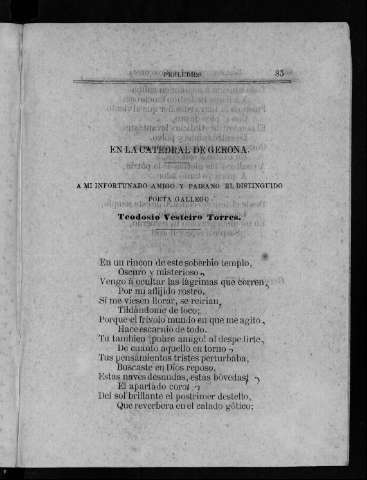 PRELUDIOS 85
EN LA CATEDRAL DE GERONA.
A MI INFORTUNADO AMIGO Y PAISANO EL DISTINGUIDO
POETA GALLEGO
Teodosio Vesteiro Torres.
En un rincon de este soberbio templo,
Oscuro y misterioso,
Vengo á ocultar las lágrimas que corren
Por mi aflijido rostro,
Si me viesen llorar, se reirian,
Tildándome de loco;
Porque el frívolo mundo en que me agito,
Hace escarnio de todo.
Tú tambien ¡pobre amigo! al despedirte,
De cuanto aquello en torno
Tus pensamientos tristes perturbaba,
Buscaste en Dios reposo,
Estas naves desnudas, estas bóvedas,
El apartado coro,
Del sol brillante el postrimer destello,
Que reverbera en el calado gótico;